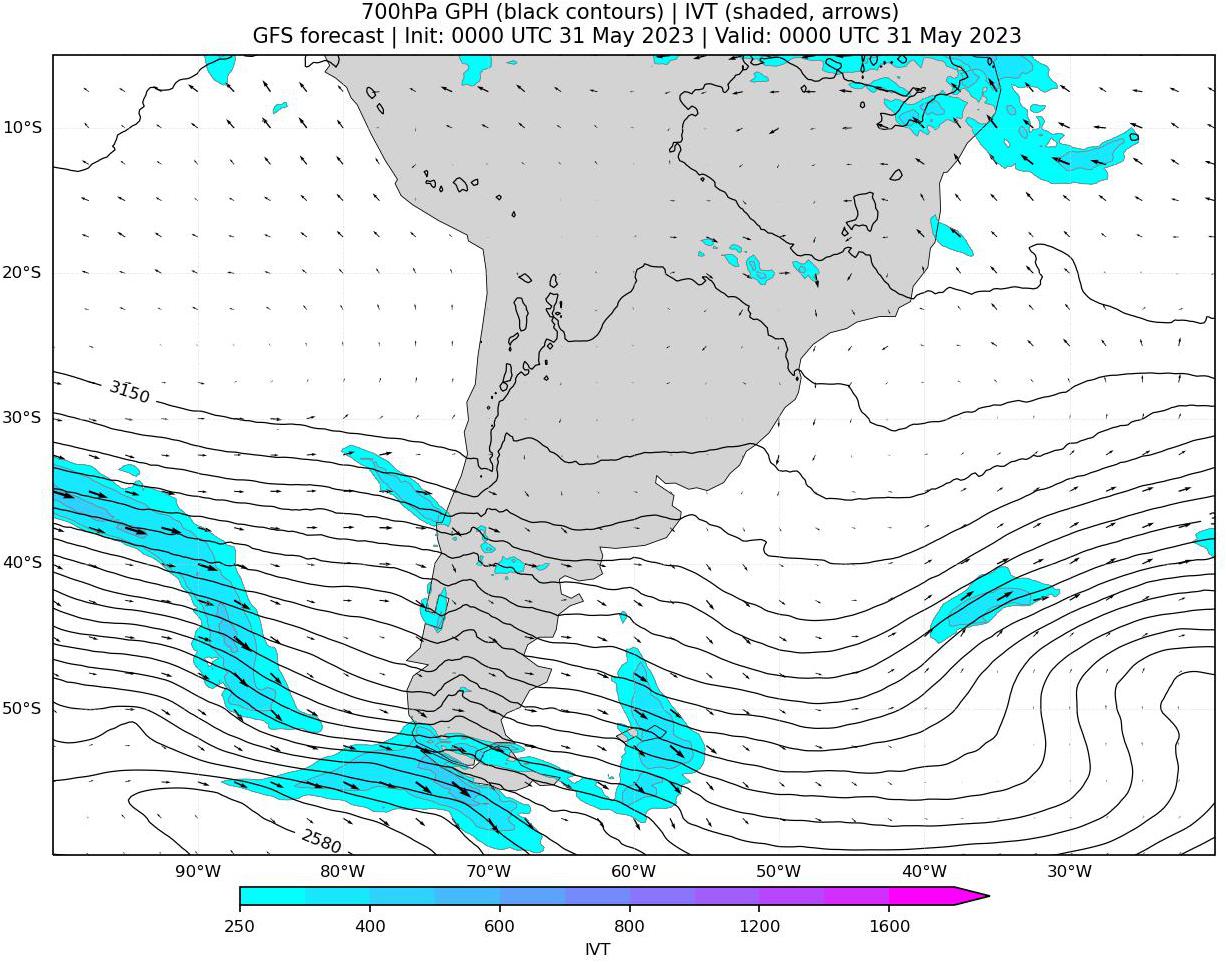 700hPa GPH (black contours) | IVT (shaded, arrows)
GFS forecast | Init: 0000 UTC 31 May 2023 | Valid: 0000 UTC 31 May 2023
10°S
20°S
3150
30°S
40°S
50°S
2580
90°W 80°W 70°W 60°W 50°W 40°W 30°W
250 400 600 800 1200 1600
IVT